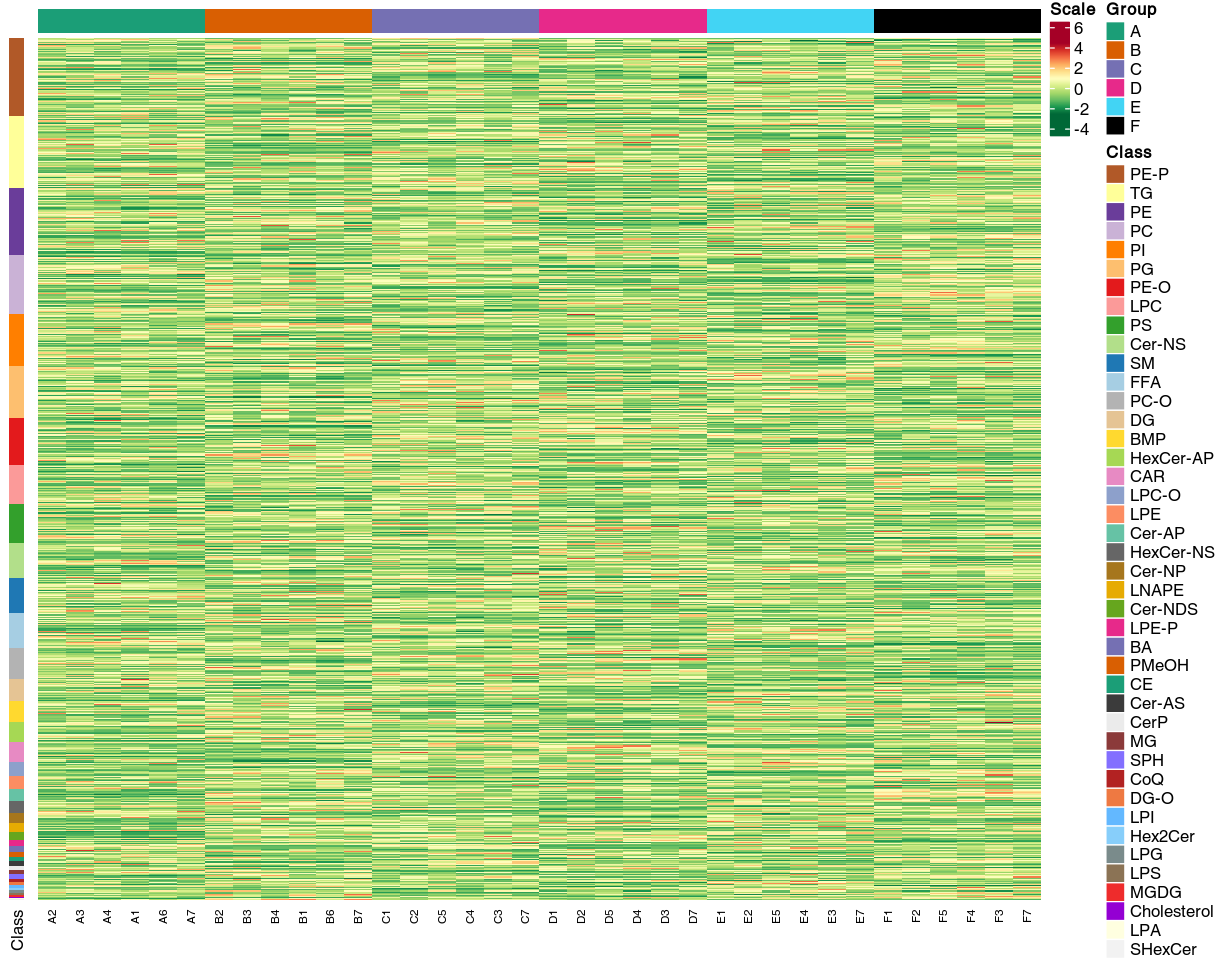 Scale
6
4
2
0
-2
-4
Group
A
B
C
D
E
F
Class
PE-P
TG
PE
PC
PI
PG
PE-O
LPC
PS
Cer-NS
SM
FFA
PC-O
DG
BMP
HexCer-AP
CAR
LPC-O
LPE
Cer-AP
HexCer-NS
Cer-NP
LNAPE
Cer-NDS
LPE-P
BA
PMeOH
CE
Cer-AS
CerP
MG
SPH
CoQ
DG-O
LPI
Hex2Cer
LPG
LPS
MGDG
Cholesterol
LPA
SHexCer
Class
A2 A3 A4 A1 A6 A7 B2 B3 B4 B1 B6 B7 C1 C2 C5 C4 C3 C7 D1 D2 D5 D4 D3 D7 E1 E2 E5 E4 E3 E7 F1 F2 F5 F4 F3 F7